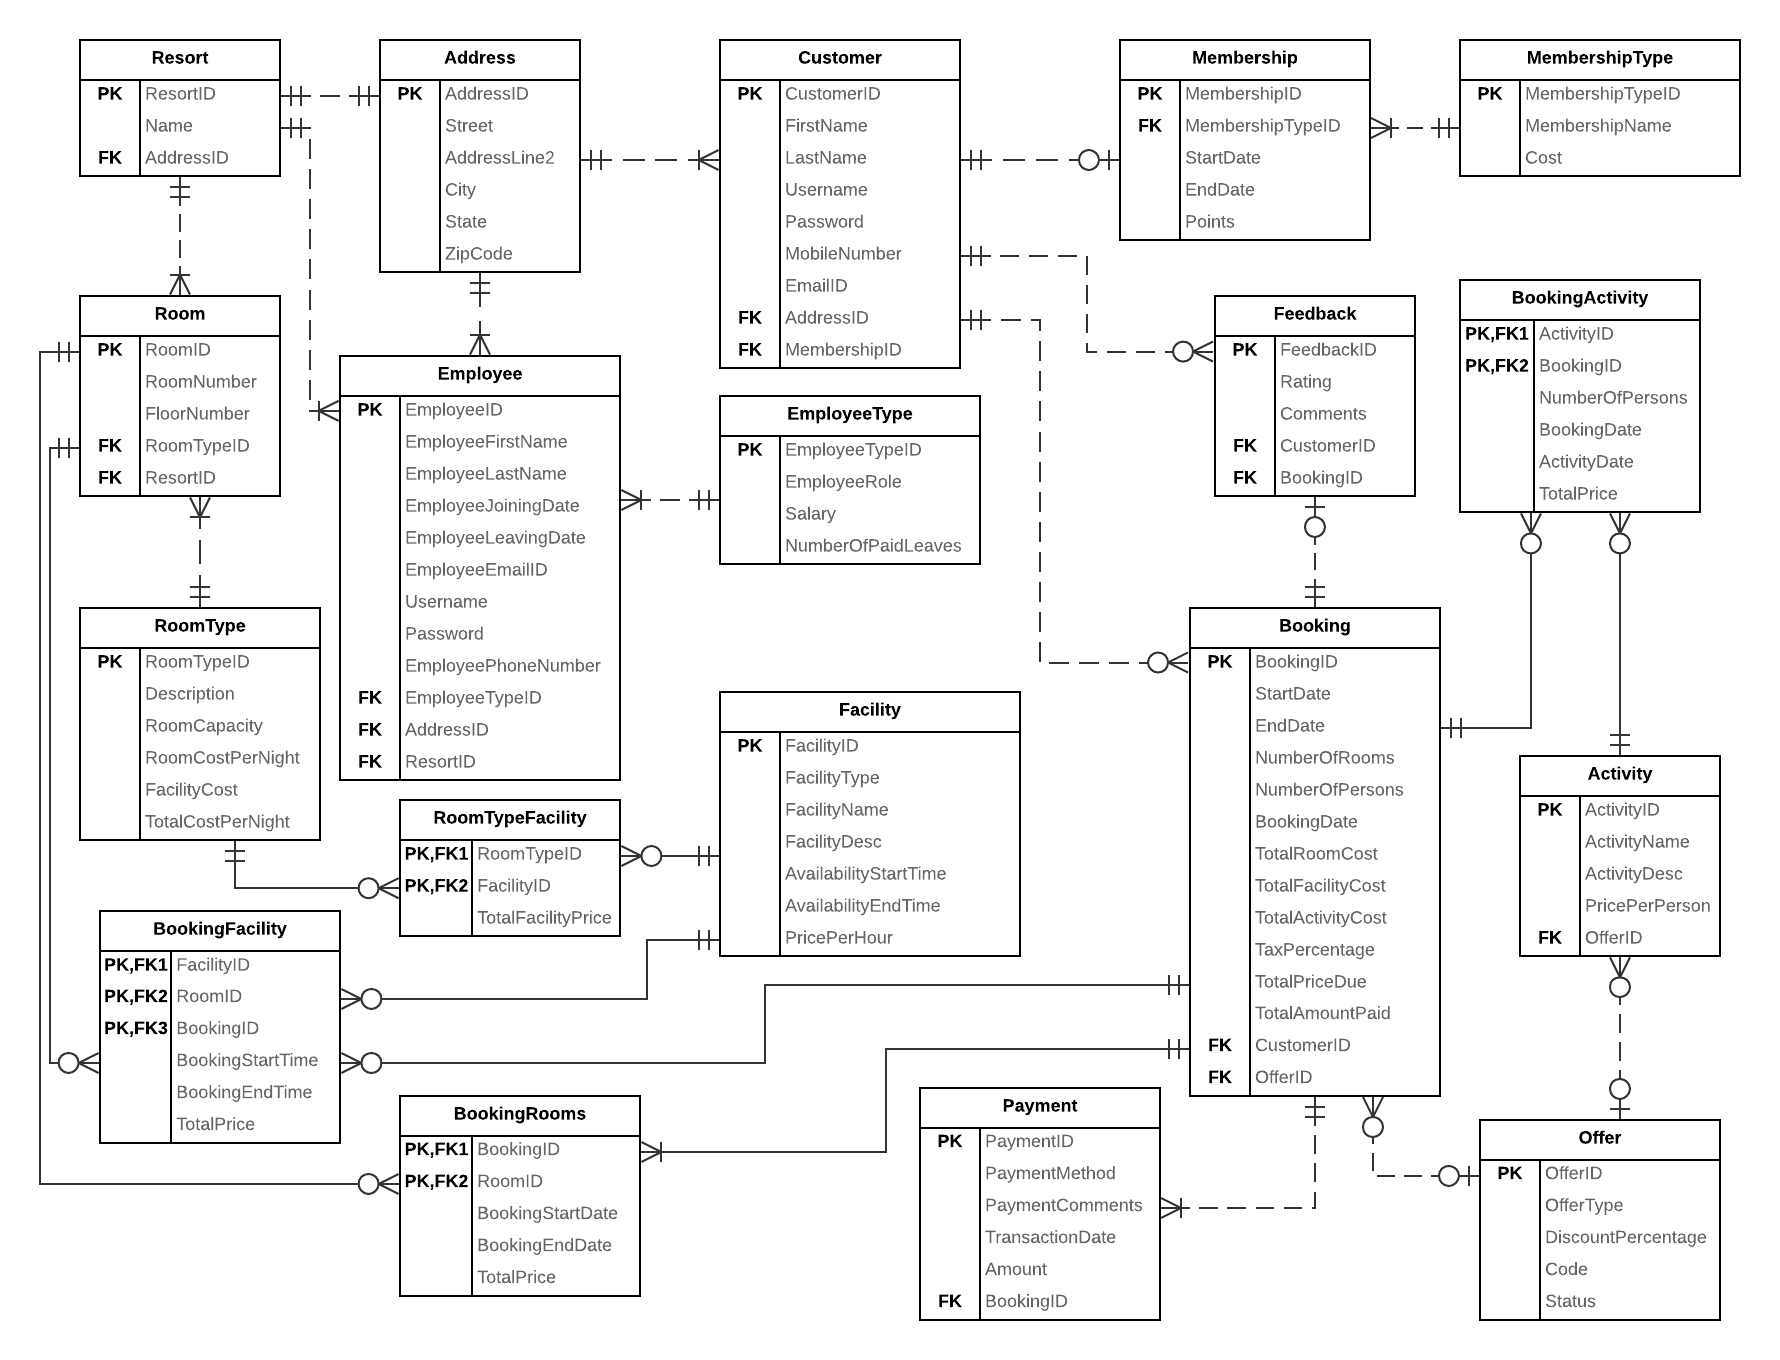 Resort
PK ResortID
Name
FK AddressID
Address
PK AddressID
Street
AddressLine2
City
State
ZipCode
Customer
PK CustomerID
FirstName
LastName
Username
Password
MobileNumber
EmailID
FK AddressID
FK MembershipID
Membership
PK MembershipID
FK MembershipTypeID
StartDate
EndDate
Points
MembershipType
PK MembershipTypeID
MembershipName
Cost
Room
PK RoomID
RoomNumber
FloorNumber
FK RoomTypeID
FK ResortID
Employee
PK EmployeeID
EmployeeFirstName
EmployeeLastName
EmployeeJoiningDate
EmployeeLeavingDate
EmployeeEmailID
Username
Password
EmployeePhoneNumber
FK EmployeeTypeID
FK AddressID
FK ResortID
EmployeeType
PK EmployeeTypeID
EmployeeRole
Salary
NumberOfPaidLeaves
Feedback
PK FeedbackID
Rating
Comments
FK CustomerID
FK BookingID
BookingActivity
PK,FK1 ActivityID
PK,FK2 BookingID
NumberOfPersons
BookingDate
ActivityDate
TotalPrice
RoomType
PK RoomTypeID
Description
RoomCapacity
RoomCostPerNight
FacilityCost
TotalCostPerNight
Facility
PK FacilityID
FacilityType
FacilityName
FacilityDesc
AvailabilityStartTime
AvailabilityEndTime
PricePerHour
Booking
PK BookingID
StartDate
EndDate
NumberOfRooms
NumberOfPersons
BookingDate
TotalRoomCost
TotalFacilityCost
TotalActivityCost
TaxPercentage
TotalPriceDue
TotalAmountPaid
FK CustomerID
FK OfferID
Activity
PK ActivityID
ActivityName
ActivityDesc
PricePerPerson
FK OfferID
RoomTypeFacility
PK,FK1 RoomTypeID
PK,FK2 FacilityID
TotalFacilityPrice
BookingFacility
PK,FK1 FacilityID
PK,FK2 RoomID
PK,FK3 BookingID
BookingStartTime
BookingEndTime
TotalPrice
BookingRooms
PK,FK1 BookingID
PK,FK2 RoomID
BookingStartDate
BookingEndDate
TotalPrice
Payment
PK PaymentID
PaymentMethod
PaymentComments
TransactionDate
Amount
FK BookingID
Offer
PK OfferID
OfferType
DiscountPercentage
Code
Status